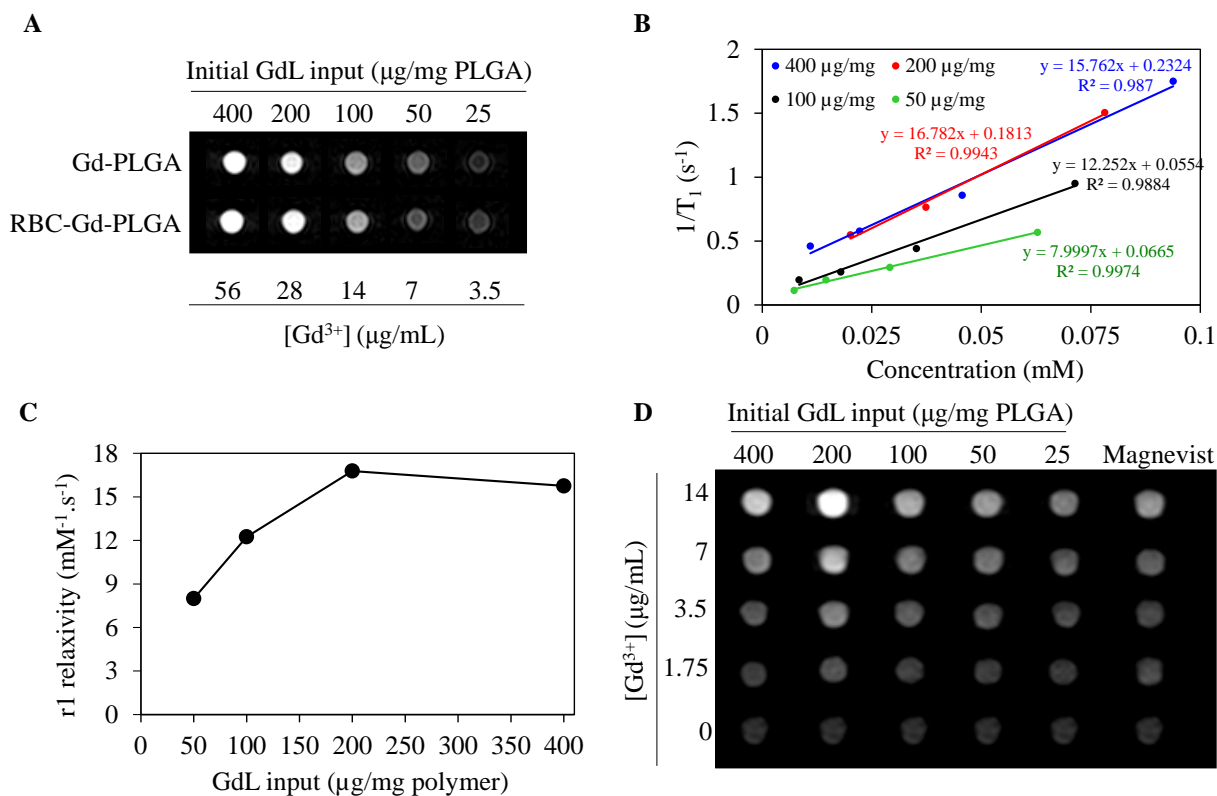 A
Initial GdL input (µg/mg PLGA)
400 200 100 50 25
Gd-PLGA
RBC-Gd-PLGA
56 28 14 7 3.5
[Gd³⁺] (µg/mL)
B
2
1.5
1
0.5
0
1/T₁ (s⁻¹)
400 µg/mg
200 µg/mg
100 µg/mg
50 µg/mg
y = 15.762x + 0.2324
R² = 0.987
y = 16.782x + 0.1813
R² = 0.9943
y = 12.252x + 0.0554
R² = 0.9884
y = 7.9997x + 0.0665
R² = 0.9974
0 0.025 0.05 0.075 0.1
Concentration (mM)
C
r1 relaxivity (mM⁻¹.s⁻¹)
18
15
12
9
6
3
0
0 50 100 150 200 250 300 350 400
GdL input (µg/mg polymer)
D
Initial GdL input (µg/mg PLGA)
400 200 100 50 25 Magnevist
[Gd³⁺] (µg/mL)
14
7
3.5
1.75
0